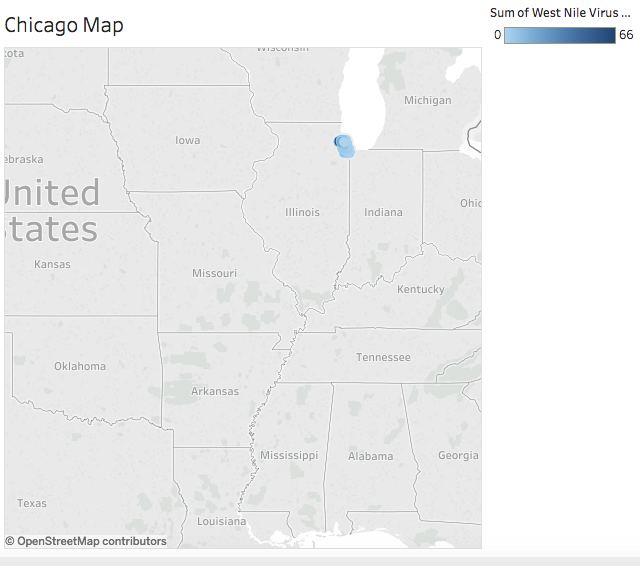 Sum of West Nile Virus ...
Chicago Map
0
66
Wisconsin
kota
Michigan
Iowa
ebraska
United
States
Illinois
Indiana
Ohio
Kansas
Missouri
Kentucky
Tennessee
Oklahoma
Arkansas
Mississippi
Alabama
Georgia
Texas
Louisiana
© OpenStreetMap contributors